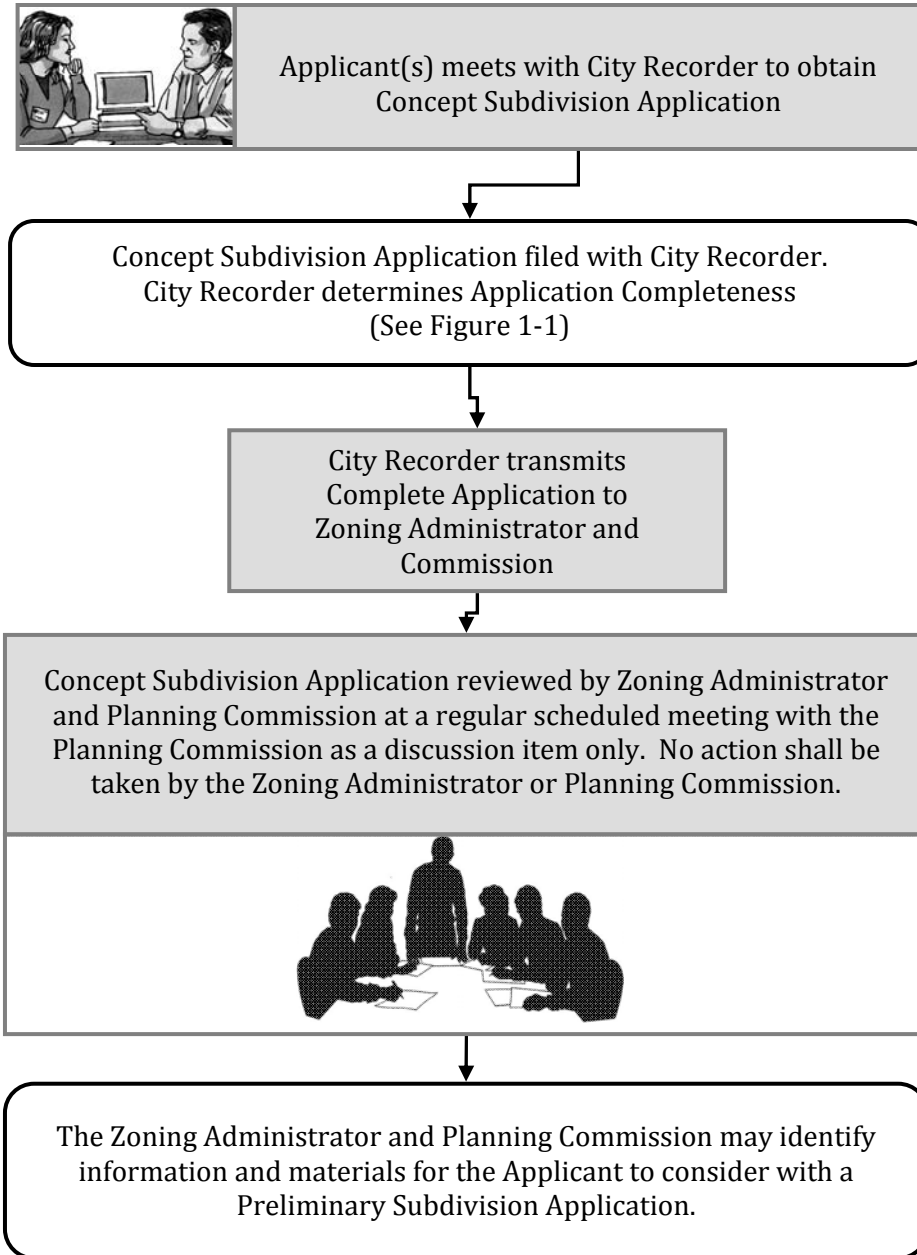 Applicant(s) meets with City Recorder to obtain
Concept Subdivision Application
Concept Subdivision Application filed with City Recorder.
City Recorder determines Application Completeness
(See Figure 1-1)
City Recorder transmits
Complete Application to
Zoning Administrator and
Commission
Concept Subdivision Application reviewed by Zoning Administrator
and Planning Commission at a regular scheduled meeting with the
Planning Commission as a discussion item only.  No action shall be
taken by the Zoning Administrator or Planning Commission.
The Zoning Administrator and Planning Commission may identify
information and materials for the Applicant to consider with a
Preliminary Subdivision Application.